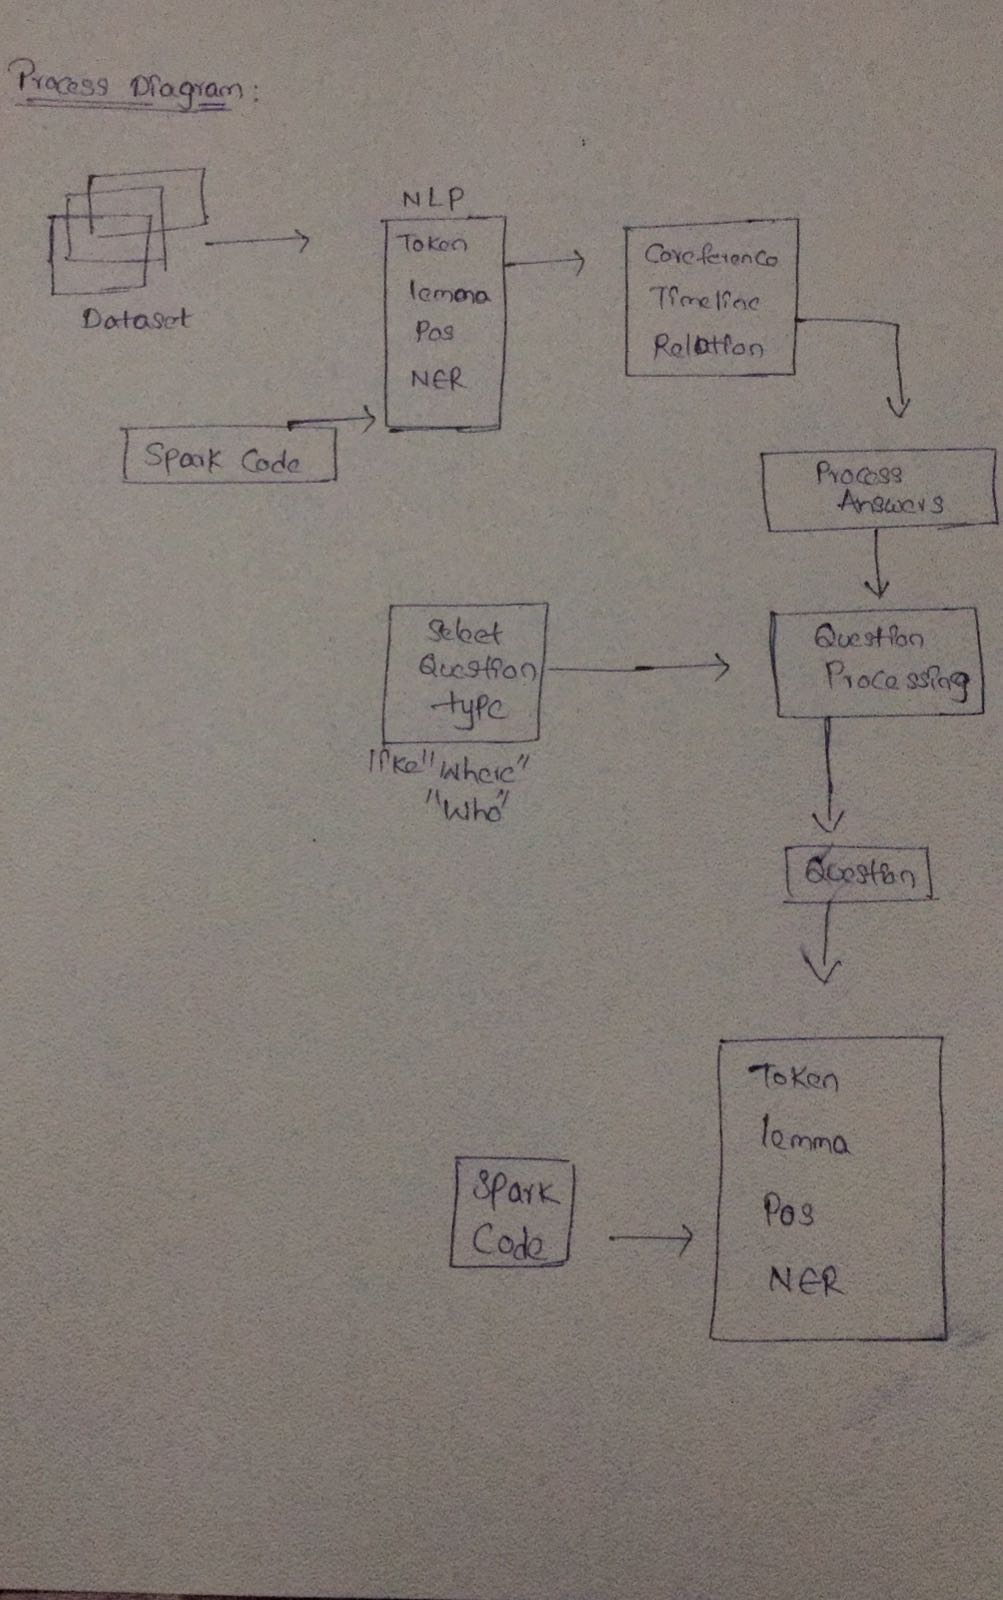 Process Diagram:
NLP
Token
lemma
Pos
NER
Coreference
Timeline
Relation
Dataset
Spark Code
Process
Answers
Select
Question
type
like "Where"
"Who"
Question
Processing
Question
Token
lemma
Pos
NER
Spark
Code